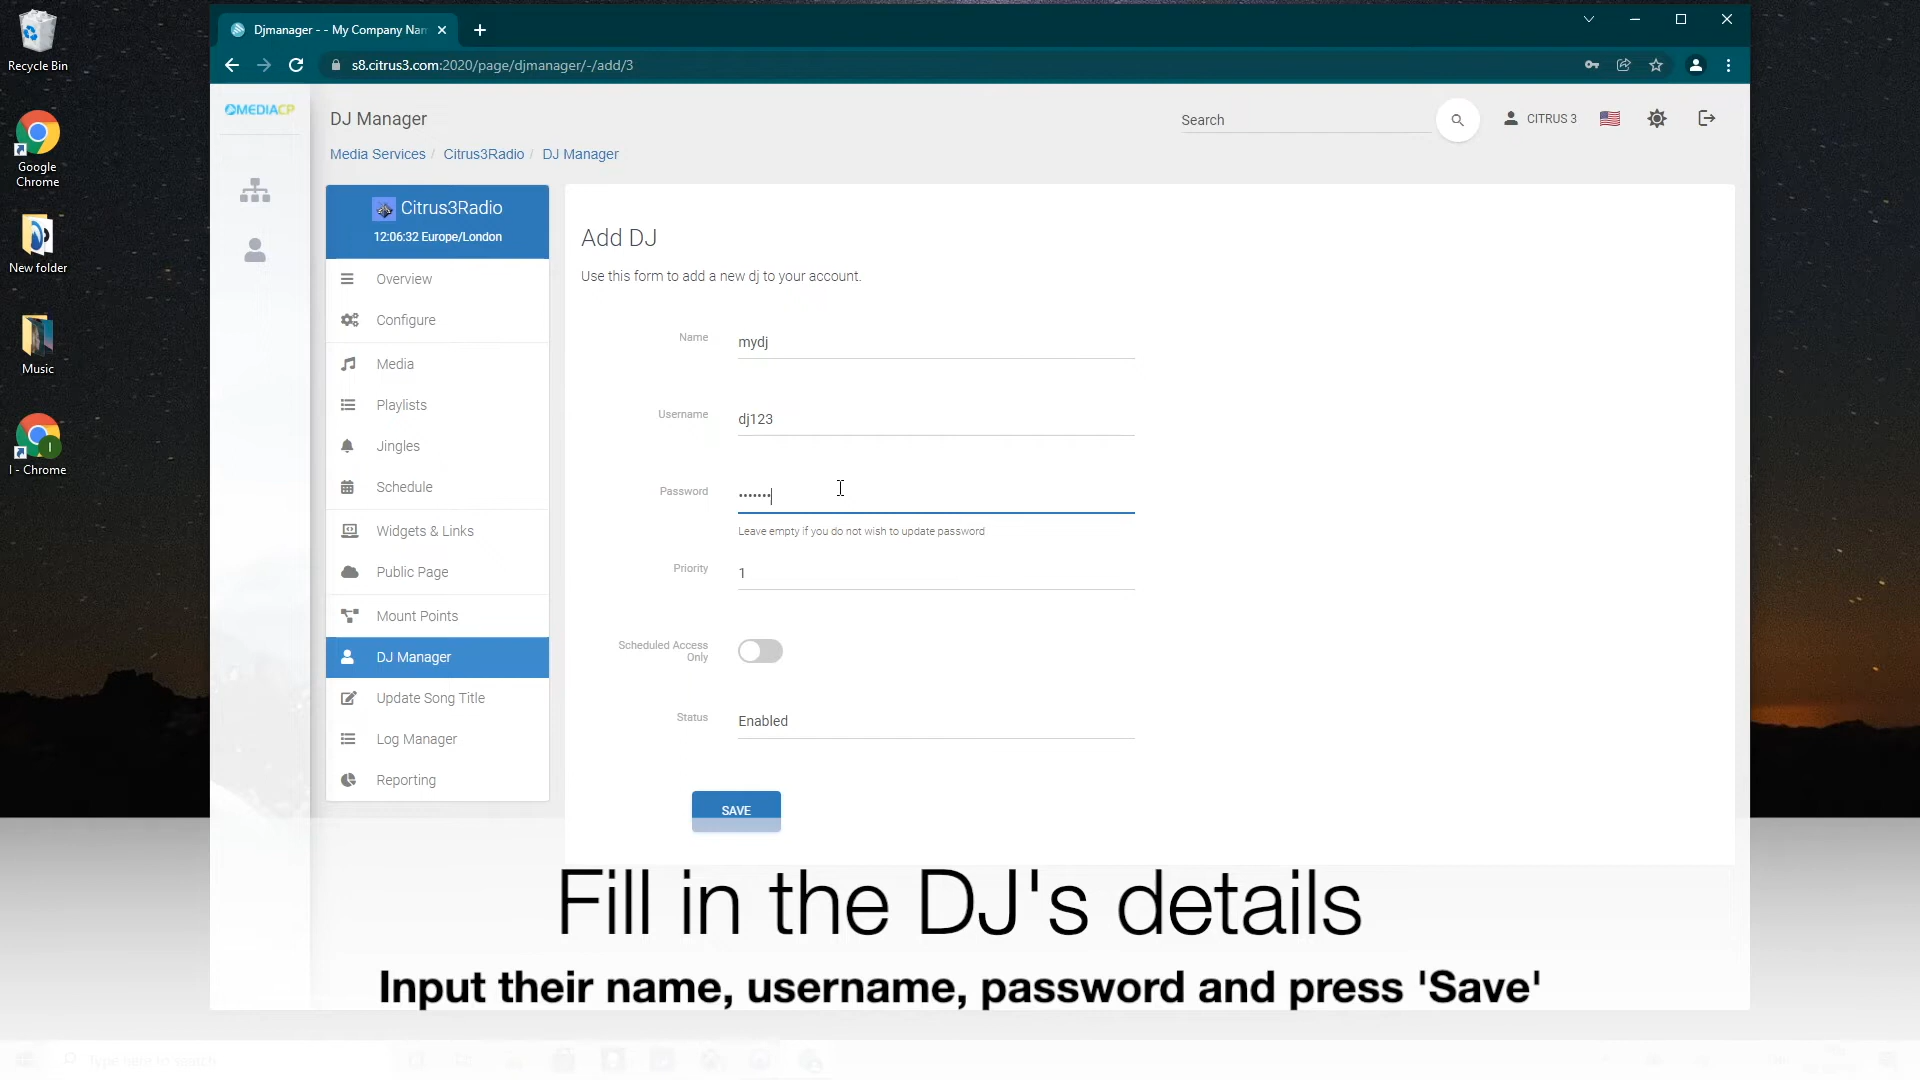 Recycle Bin
Google
Chrome
New folder
Music
I - Chrome
Djmanager - - My Company Nam
s8.citrus3.com:2020/page/djmanager/-/add/3
MEDIACP
DJ Manager
Search
CITRUS 3
Media Services / Citrus3Radio / DJ Manager
Citrus3Radio
12:06:32 Europe/London
Overview
Configure
Media
Playlists
Jingles
Schedule
Widgets & Links
Public Page
Mount Points
DJ Manager
Update Song Title
Log Manager
Reporting
Add DJ
Use this form to add a new dj to your account.
Name
mydj
Username
dj123
Password
•••••••
Leave empty if you do not wish to update password
Priority
1
Scheduled Access
Only
Status
Enabled
SAVE
Fill in the DJ's details
Input their name, username, password and press 'Save'
Type here to search